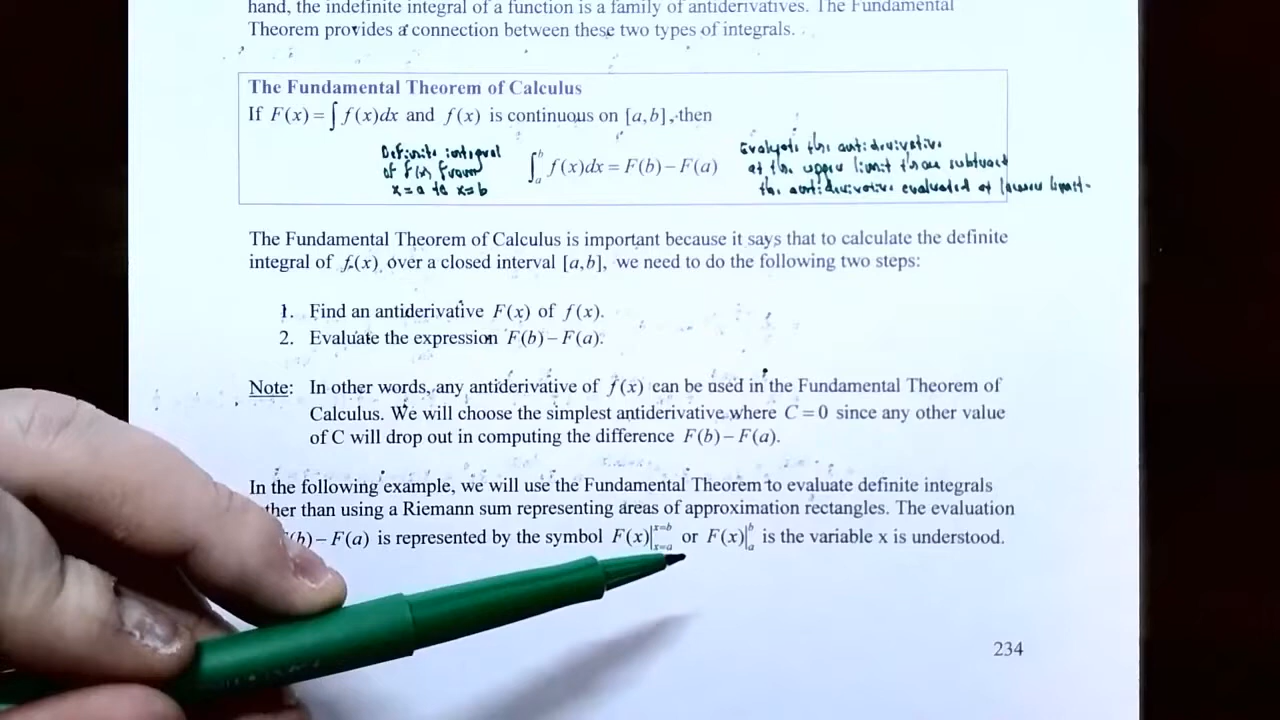 hand, the indefinite integral of a function is a family of antiderivatives. The Fundamental
Theorem provides a connection between these two types of integrals.
The Fundamental Theorem of Calculus
If F(x) = ∫ f(x)dx and f(x) is continuous on [a,b], then
Definite integral
of f(x) from
x=a to x=b
∫_a^b f(x)dx = F(b) − F(a)
Evaluate the antiderivative
at the upper limit then subtract
the antiderivative evaluated at lower limit.
The Fundamental Theorem of Calculus is important because it says that to calculate the definite
integral of f(x) over a closed interval [a,b], we need to do the following two steps:
1. Find an antiderivative F(x) of f(x).
2. Evaluate the expression F(b) − F(a).
Note: In other words, any antiderivative of f(x) can be used in the Fundamental Theorem of
Calculus. We will choose the simplest antiderivative where C = 0 since any other value
of C will drop out in computing the difference F(b) − F(a).
In the following example, we will use the Fundamental Theorem to evaluate definite integrals
ther than using a Riemann sum representing areas of approximation rectangles. The evaluation
(b) − F(a) is represented by the symbol F(x)|_{x=a}^{x=b} or F(x)|_a^b is the variable x is understood.
234